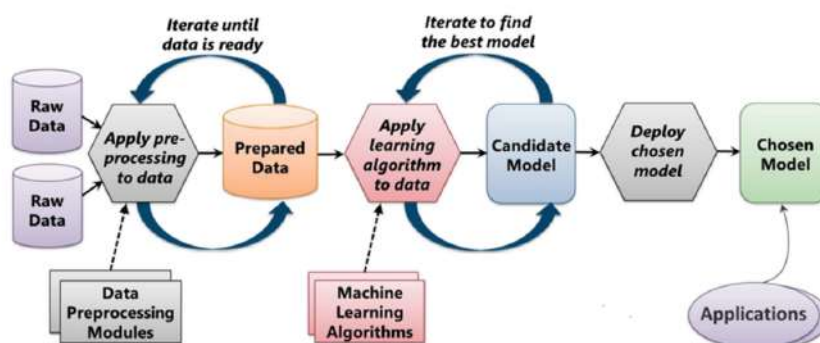 Iterate until
data is ready
Iterate to find
the best model
Raw
Data
Raw
Data
Apply pre-
processing
to data
Prepared
Data
Apply
learning
algorithm
to data
Candidate
Model
Deploy
chosen
model
Chosen
Model
Data
Preprocessing
Modules
Machine
Learning
Algorithms
Applications